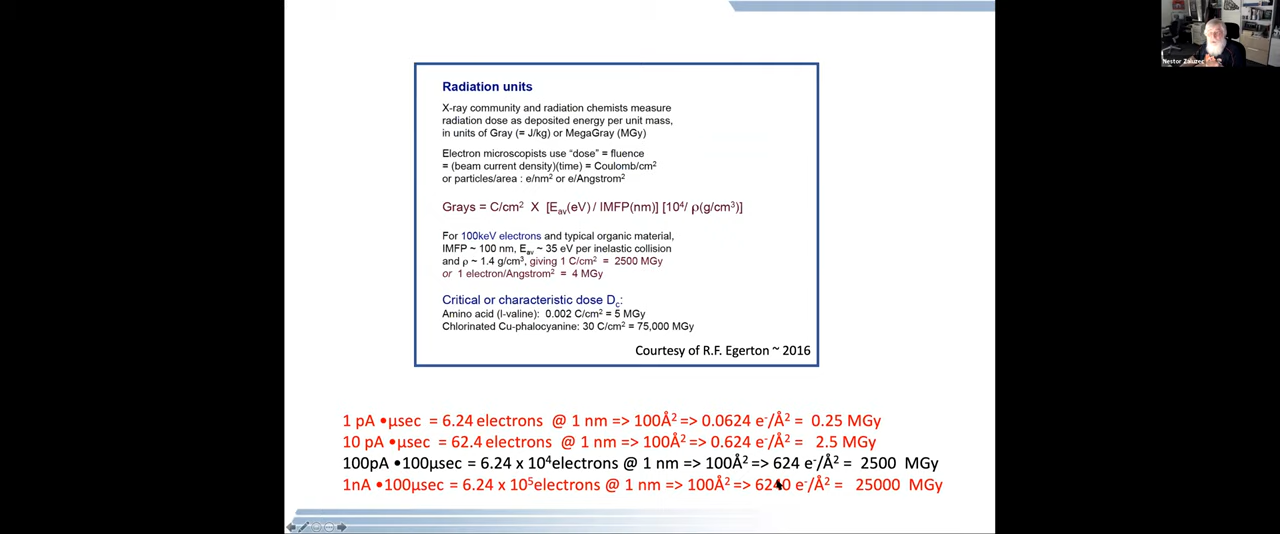 Nestor Zaluzec
Radiation units
X-ray community and radiation chemists measure
radiation dose as deposited energy per unit mass,
in units of Gray (= J/kg) or MegaGray (MGy)
Electron microscopists use “dose” = fluence
= (beam current density)(time) = Coulomb/cm²
or particles/area : e/nm² or e/Angstrom²
Grays = C/cm² X [Eav(eV) / IMFP(nm)] [10⁴/ ρ(g/cm³)]
For 100keV electrons and typical organic material,
IMFP ~ 100 nm, Eav ~ 35 eV per inelastic collision
and ρ ~ 1.4 g/cm³, giving 1 C/cm² = 2500 MGy
or 1 electron/Angstrom² = 4 MGy
Critical or characteristic dose Dc:
Amino acid (l-valine): 0.002 C/cm² = 5 MGy
Chlorinated Cu-phalocyanine: 30 C/cm² = 75,000 MGy
Courtesy of R.F. Egerton ~ 2016
1 pA •μsec = 6.24 electrons @ 1 nm => 100Å² => 0.0624 e⁻/Å² = 0.25 MGy
10 pA •μsec = 62.4 electrons @ 1 nm => 100Å² => 0.624 e⁻/Å² = 2.5 MGy
100pA •100μsec = 6.24 x 10⁴electrons @ 1 nm => 100Å² => 624 e⁻/Å² = 2500 MGy
1nA •100μsec = 6.24 x 10⁵electrons @ 1 nm => 100Å² => 6240 e⁻/Å² = 25000 MGy